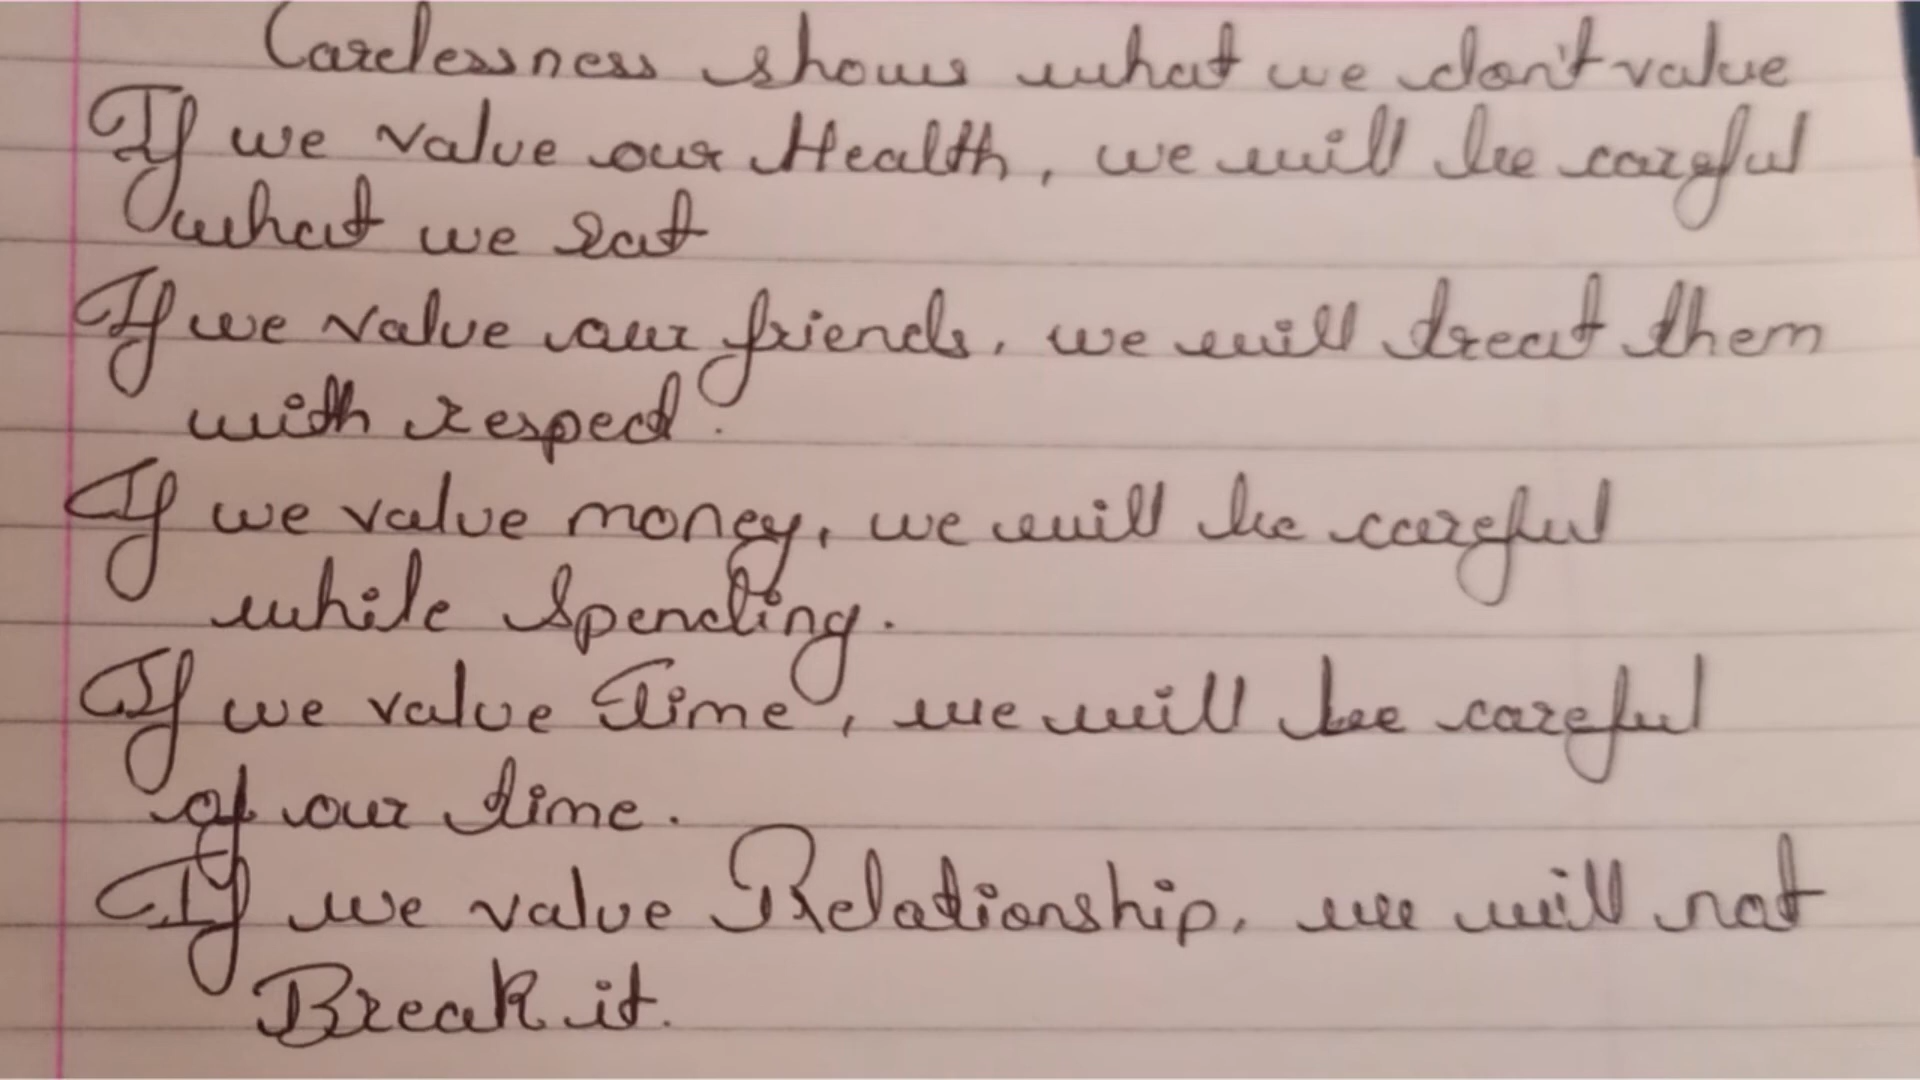 Carelessness shows what we don't value
If we value our Health, we will be careful
what we eat
If we value our friends, we will treat them
with respect.
If we value money, we will be careful
while spending.
If we value Time, we will be careful
of our time.
If we value Relationship, we will not
Break it.